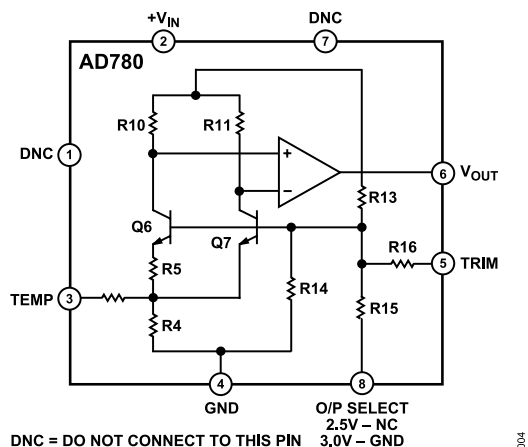 +VIN
DNC
2
7
AD780
R10
R11
DNC
1
+
–
6
VOUT
R13
Q6
Q7
R16
5
TRIM
R5
R14
R15
TEMP
3
R4
4
8
GND
O/P SELECT
2.5V – NC
DNC = DO NOT CONNECT TO THIS PIN
3.0V – GND
004